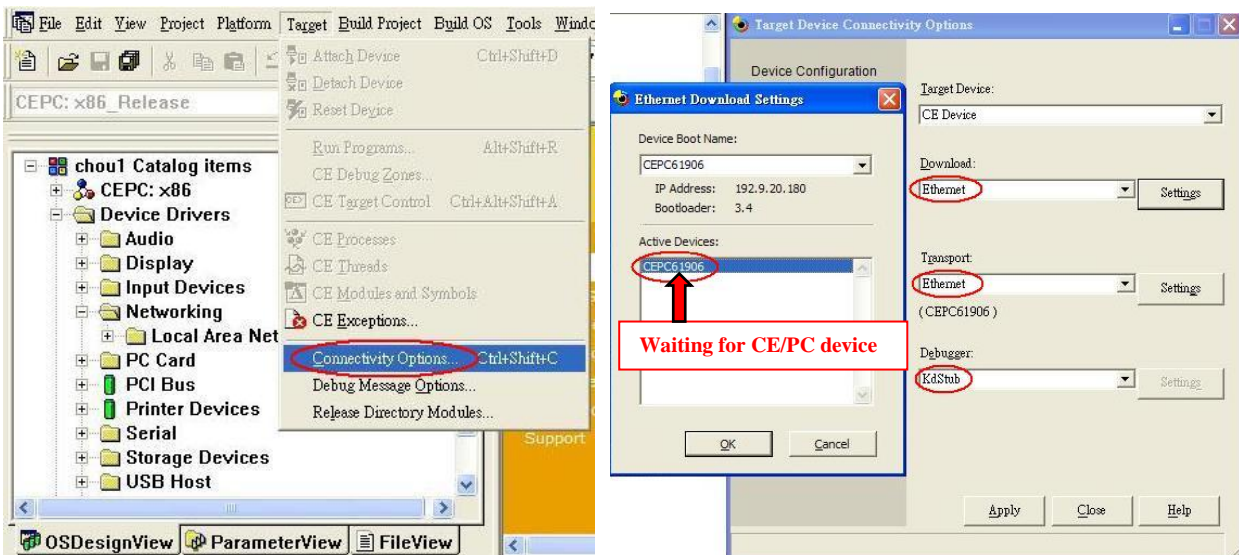 File Edit View Project Platform Target Build Project Build OS Tools Windo
CEPC: x86_Release
Attach Device Ctrl+Shift+D
Detach Device
Reset Device
Run Programs... Alt+Shift+R
CE Debug Zones...
CE Target Control Ctrl+Alt+Shift+A
CE Processes
CE Threads
CE Modules and Symbols
CE Exceptions...
Connectivity Options... Ctrl+Shift+C
Debug Message Options...
Release Directory Modules...
chou1 Catalog items
CEPC: x86
Device Drivers
Audio
Display
Input Devices
Networking
Local Area Net
PC Card
PCI Bus
Printer Devices
Serial
Storage Devices
USB Host
Support
OSDesignView ParameterView FileView
Target Device Connectivity Options
Device Configuration
Target Device:
CE Device
Download:
Ethernet Settings
Transport:
Ethernet Settings
(CEPC61906 )
Debugger:
KdStub Settings
Apply Close Help
Ethernet Download Settings
Device Boot Name:
CEPC61906
IP Address: 192.9.20.180
Bootloader: 3.4
Active Devices:
CEPC61906
Waiting for CE/PC device
OK Cancel